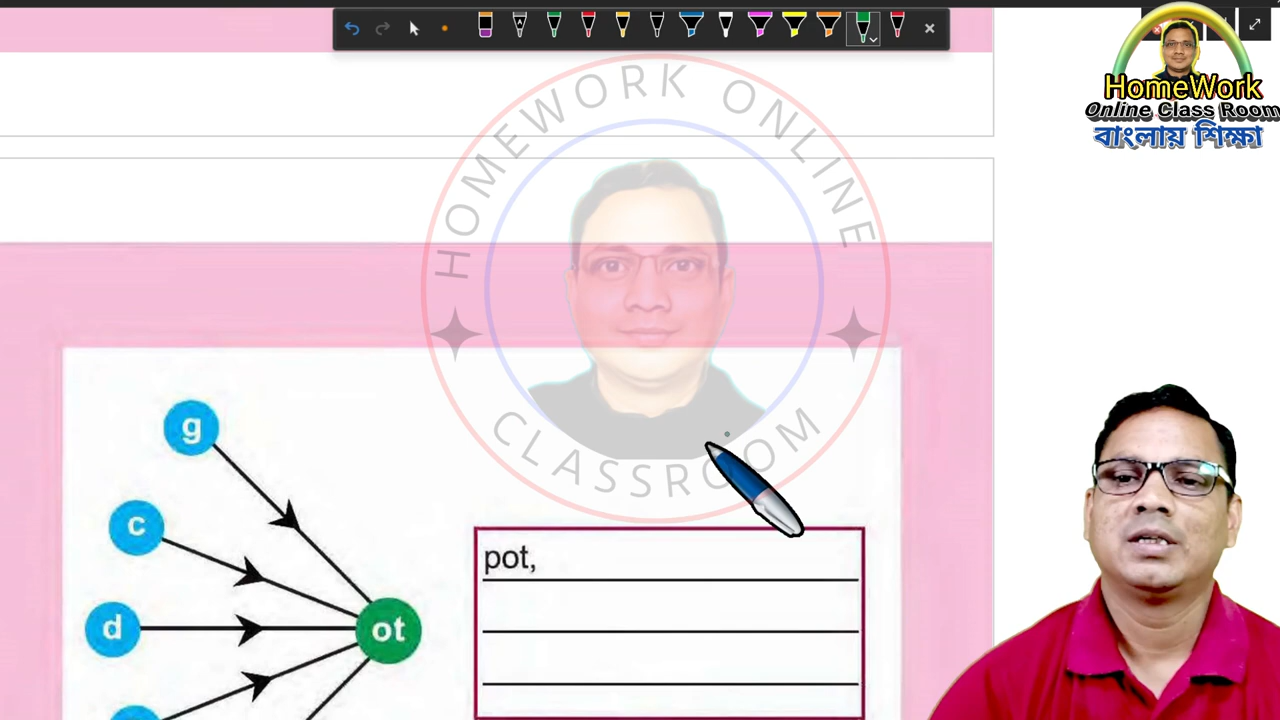 HomeWork
Online Class Room
বাংলায় শিক্ষা
HOMEWORK ONLINE
CLASSROOM
g
c
d
ot
pot,